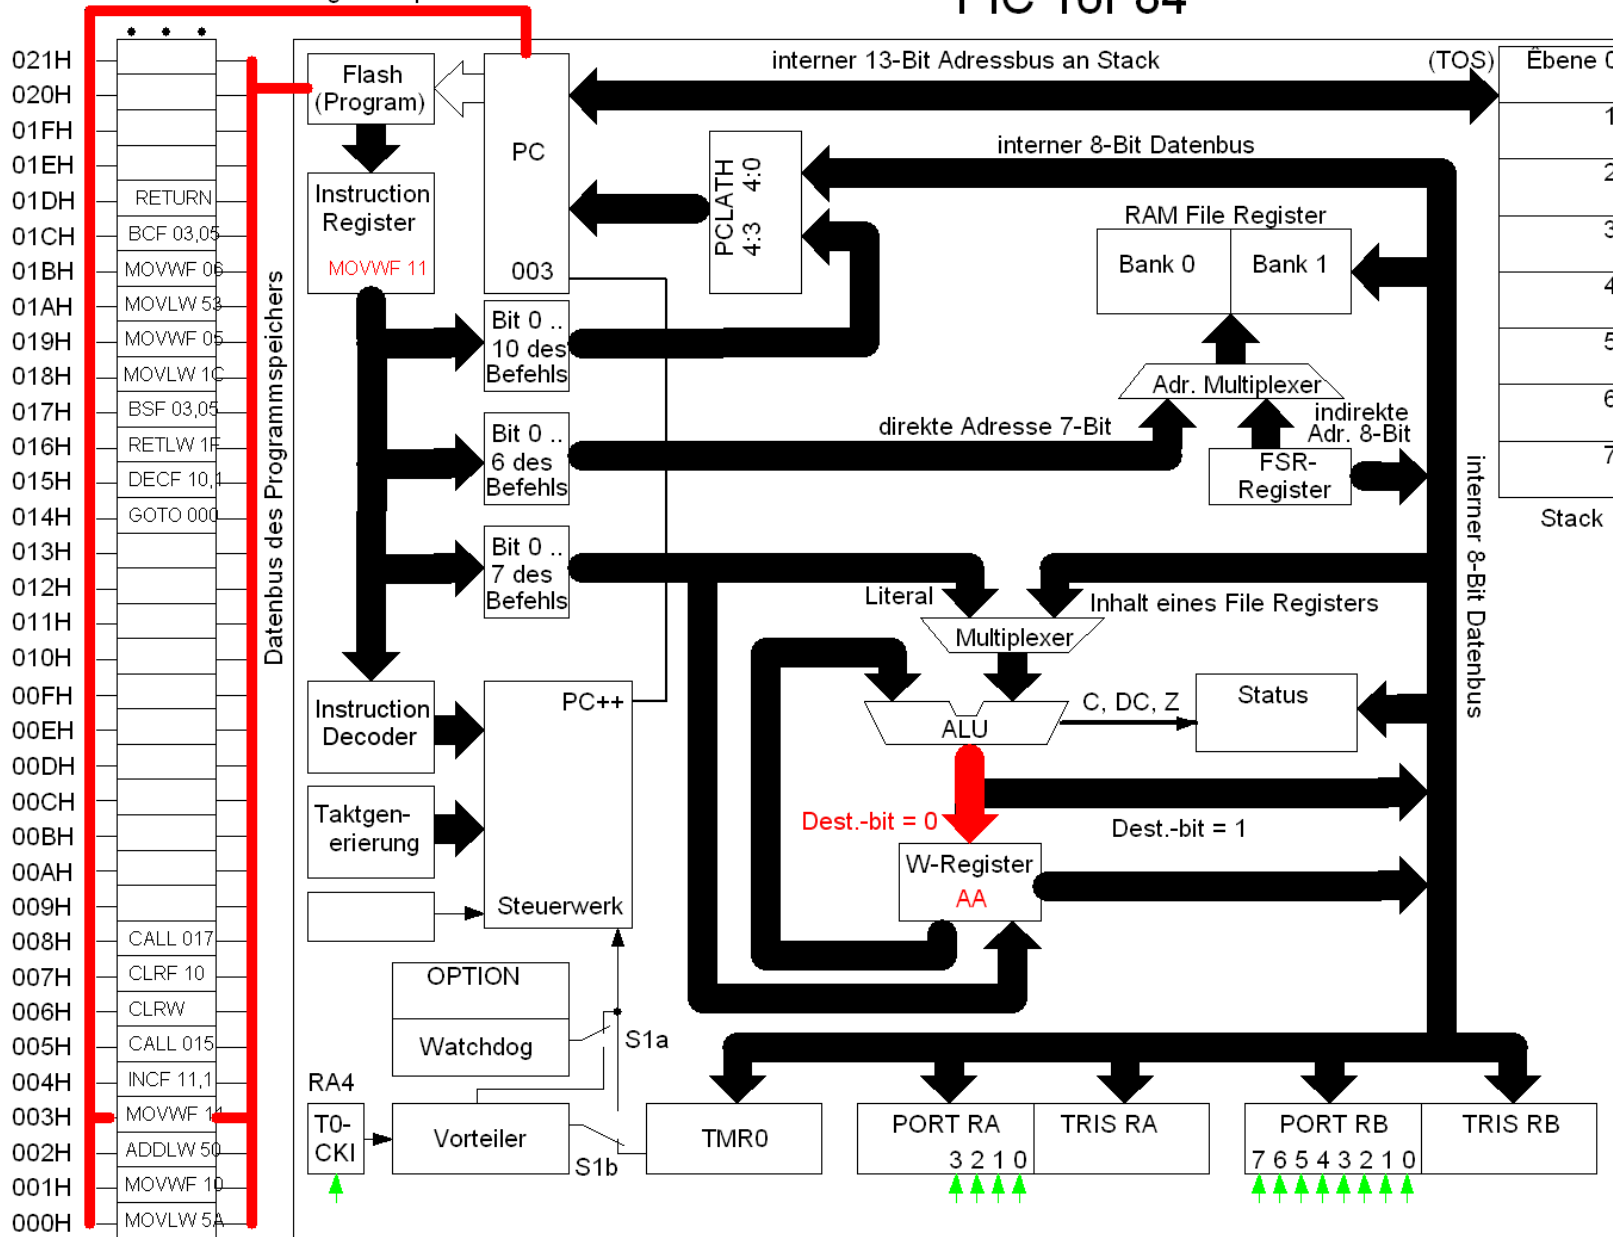 PIC 16F84
021H
020H
01FH
01EH
01DH RETURN
01CH BCF 03,05
01BH MOVWF 06
01AH MOVLW 53
019H MOVWF 05
018H MOVLW 1C
017H BSF 03,05
016H RETLW 1F
015H DECF 10,1
014H GOTO 000
013H
012H
011H
010H
00FH
00EH
00DH
00CH
00BH
00AH
009H
008H CALL 017
007H CLRF 10
006H CLRW
005H CALL 015
004H INCF 11,1
003H MOVWF 11
002H ADDLW 50
001H MOVWF 10
000H MOVLW 5A
Datenbus des Programmspeichers
Flash
(Program)
Instruction
Register
MOVWF 11
PC
003
interner 13-Bit Adressbus an Stack
(TOS)
Ebene 0
1
2
3
4
5
6
7
Stack
interner 8-Bit Datenbus
PCLATH
4:3 4:0
RAM File Register
Bank 0
Bank 1
Adr. Multiplexer
Bit 0 ..
10 des
Befehls
Bit 0 ..
6 des
Befehls
direkte Adresse 7-Bit
indirekte
Adr. 8-Bit
FSR-
Register
interner 8-Bit Datenbus
Bit 0 ..
7 des
Befehls
Literal
Inhalt eines File Registers
Multiplexer
ALU
C, DC, Z
Status
Dest.-bit = 0
Dest.-bit = 1
W-Register
AA
Instruction
Decoder
PC++
Taktgen-
erierung
Steuerwerk
OPTION
Watchdog
S1a
RA4
T0-
CKI
Vorteiler
S1b
TMR0
PORT RA
3 2 1 0
TRIS RA
PORT RB
7 6 5 4 3 2 1 0
TRIS RB